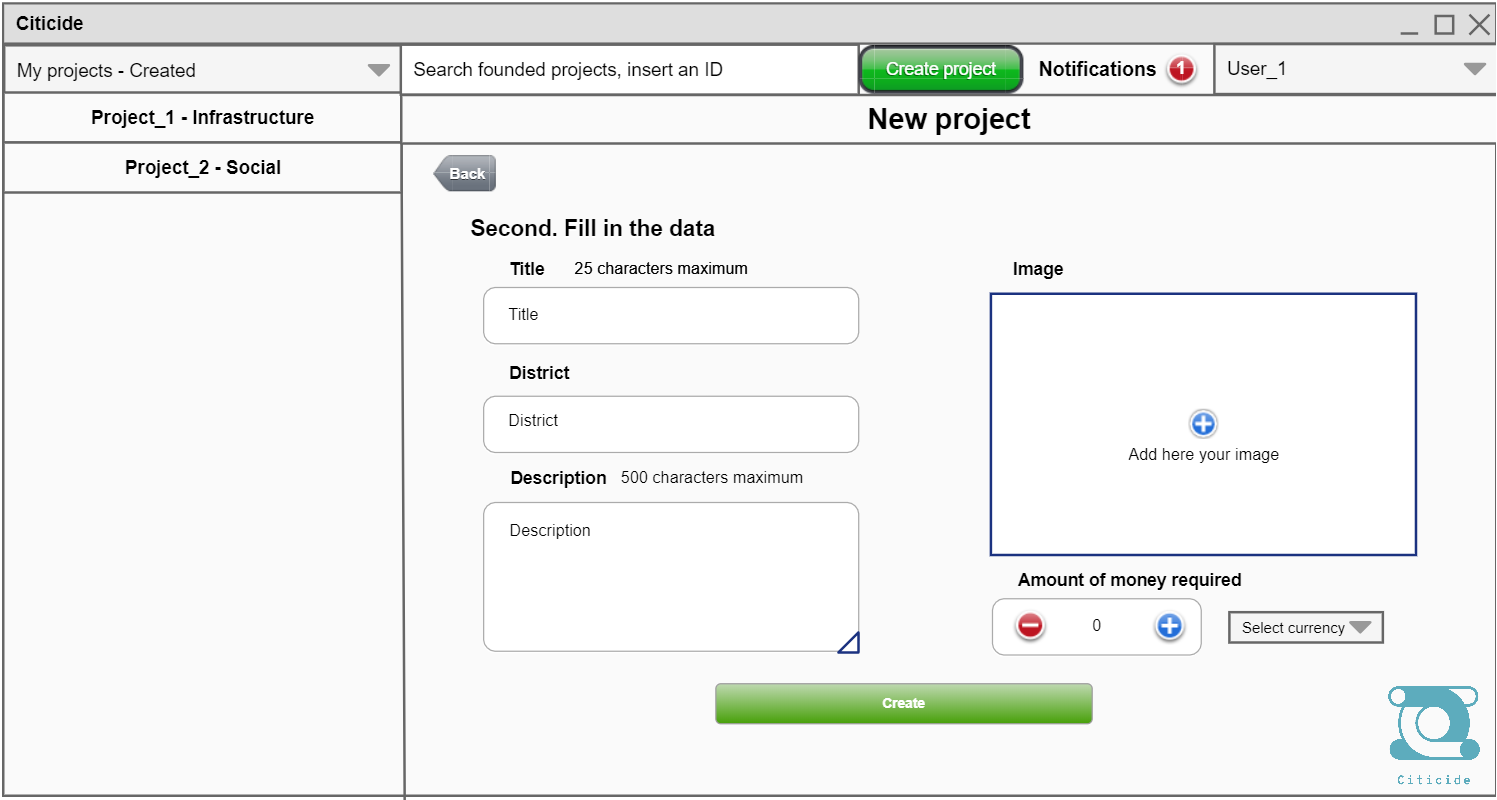 Citicide
My projects - Created
Search founded projects, insert an ID
Create project
Notifications 1
User_1
Project_1 - Infrastructure
Project_2 - Social
New project
Back
Second. Fill in the data
Title 25 characters maximum
Title
District
District
Description 500 characters maximum
Description
Image
Add here your image
Amount of money required
0
Select currency
Create
Citicide